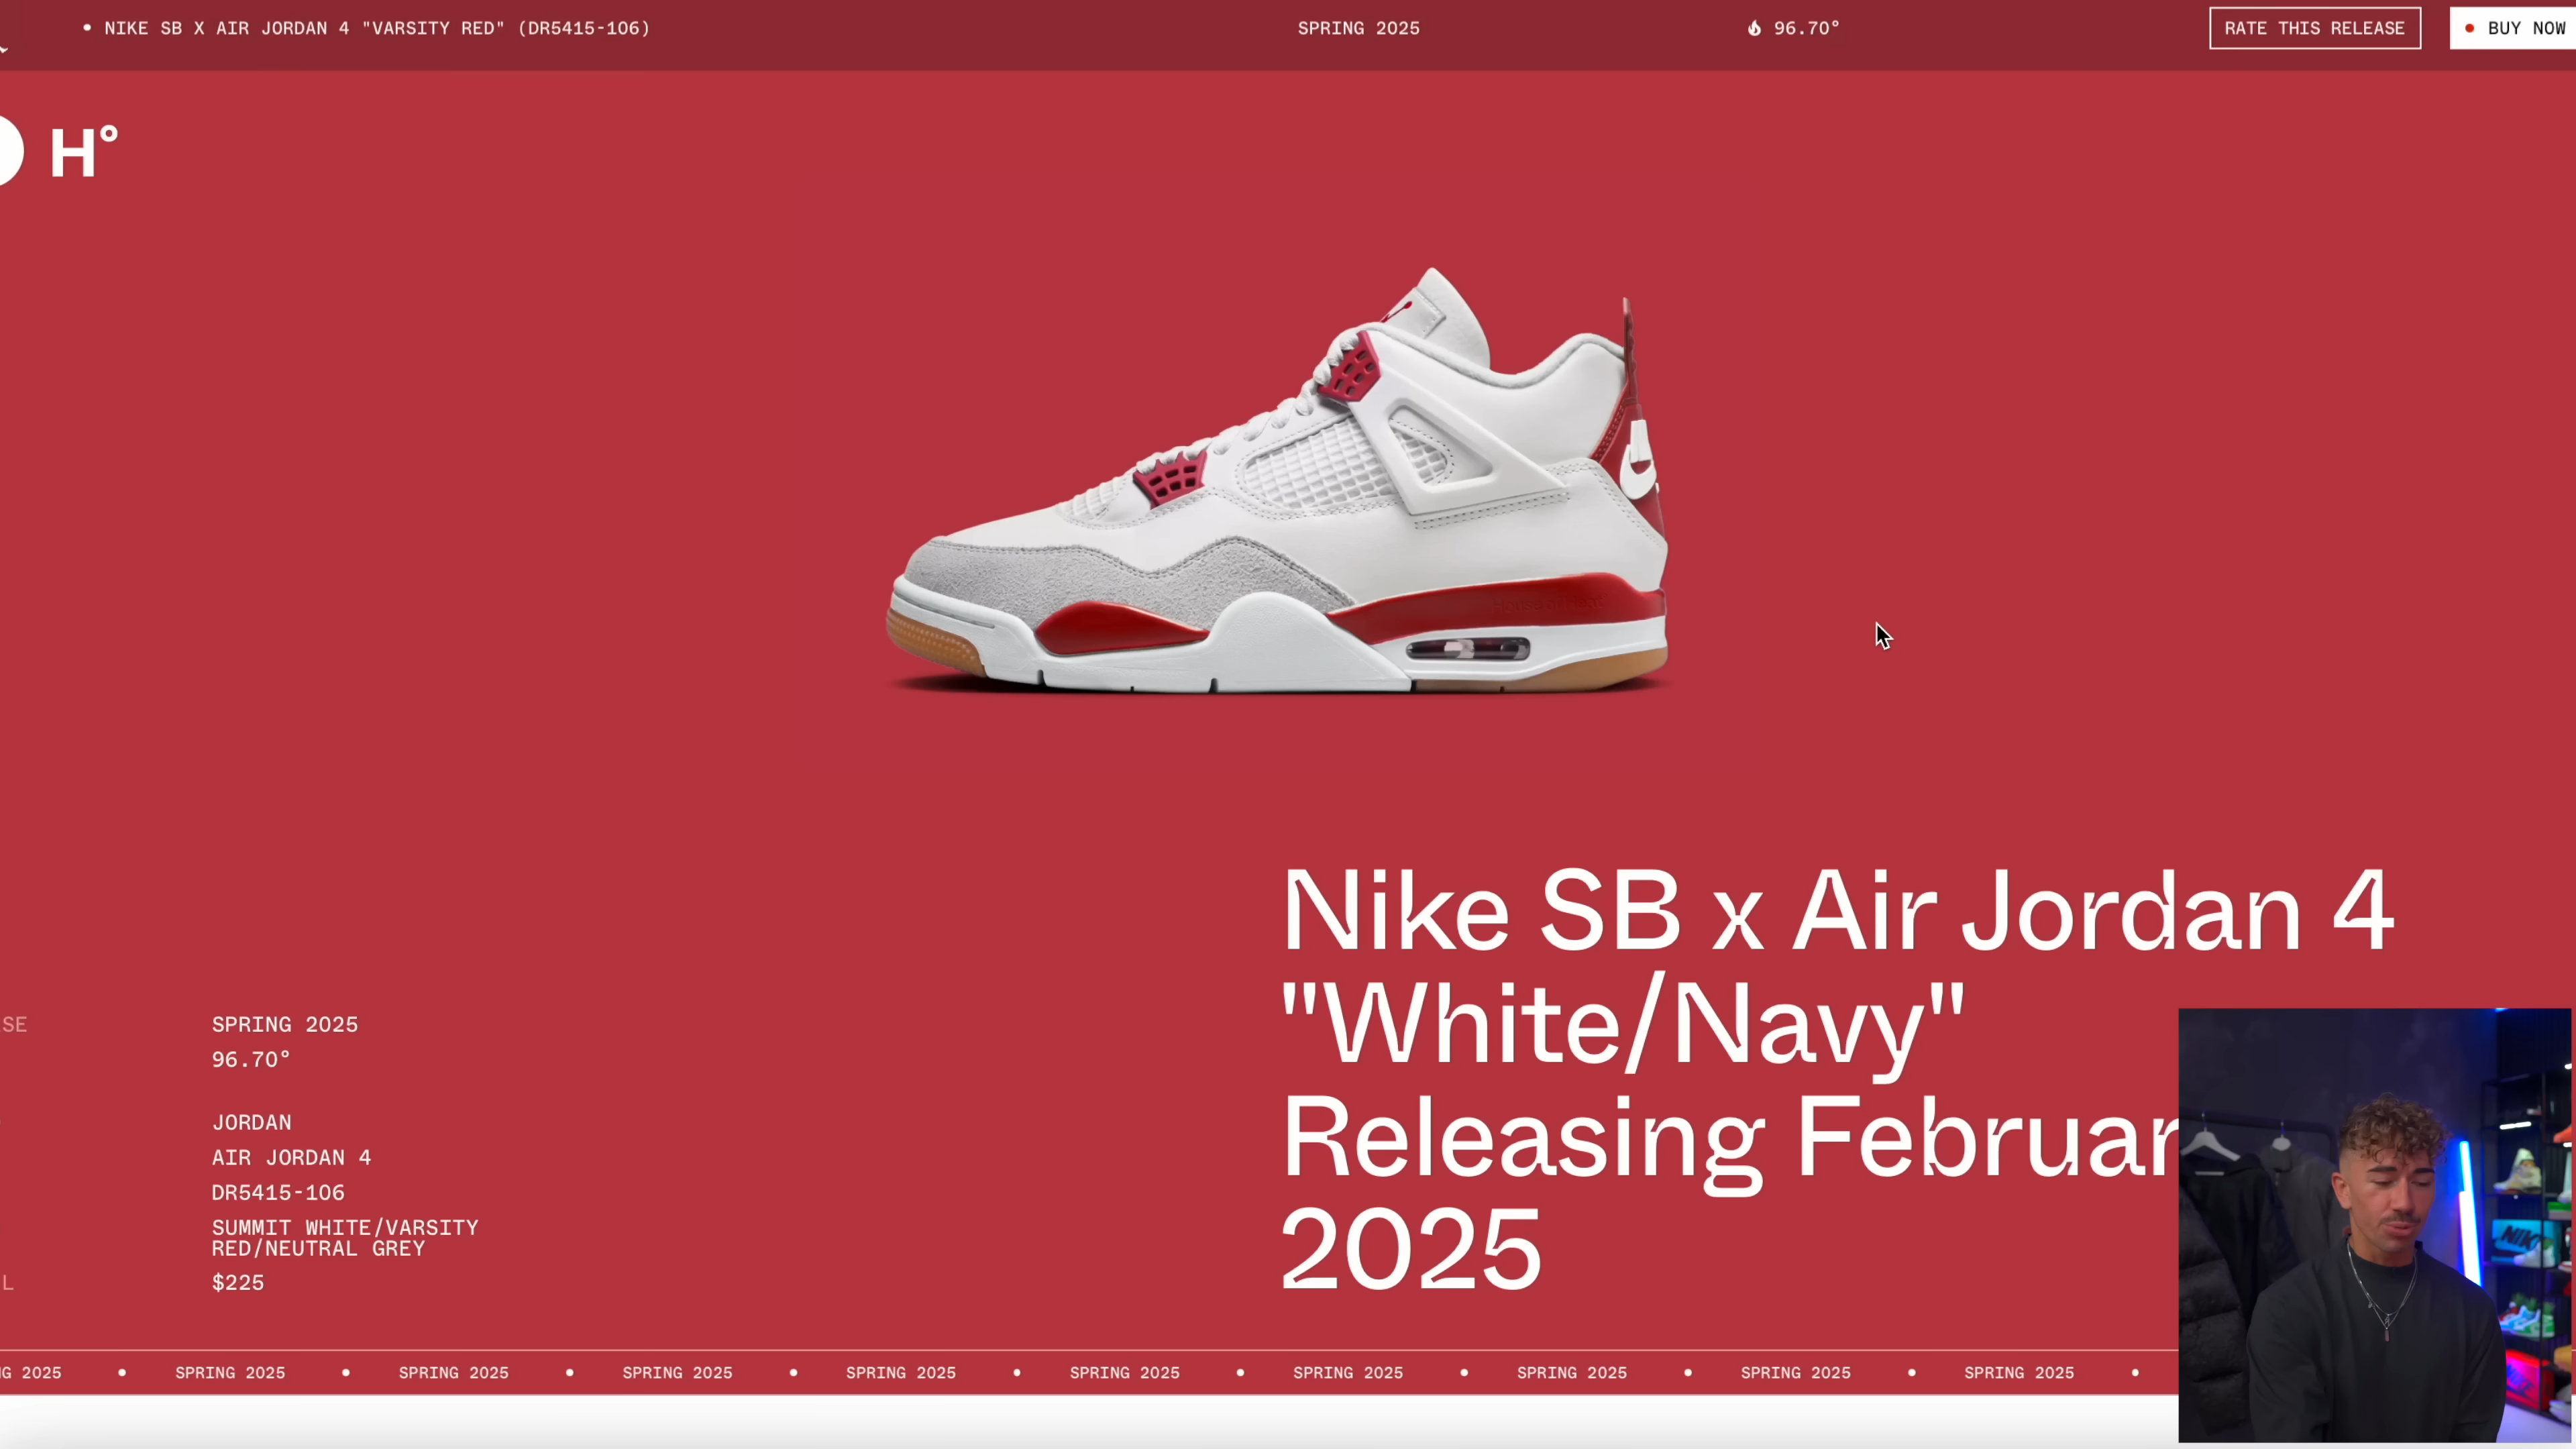 NIKE SB X AIR JORDAN 4 "VARSITY RED" (DR5415-106)
SPRING 2025
96.70°
RATE THIS RELEASE
BUY NOW
H°
Nike SB x Air Jordan 4
"White/Navy"
Releasing Februar
2025
SE
SPRING 2025
96.70°
JORDAN
AIR JORDAN 4
DR5415-106
SUMMIT WHITE/VARSITY
RED/NEUTRAL GREY
L
$225
G 2025 • SPRING 2025 • SPRING 2025 • SPRING 2025 • SPRING 2025 • SPRING 2025 • SPRING 2025 • SPRING 2025 • SPRING 2025 • SPRING 2025 •
NIKE